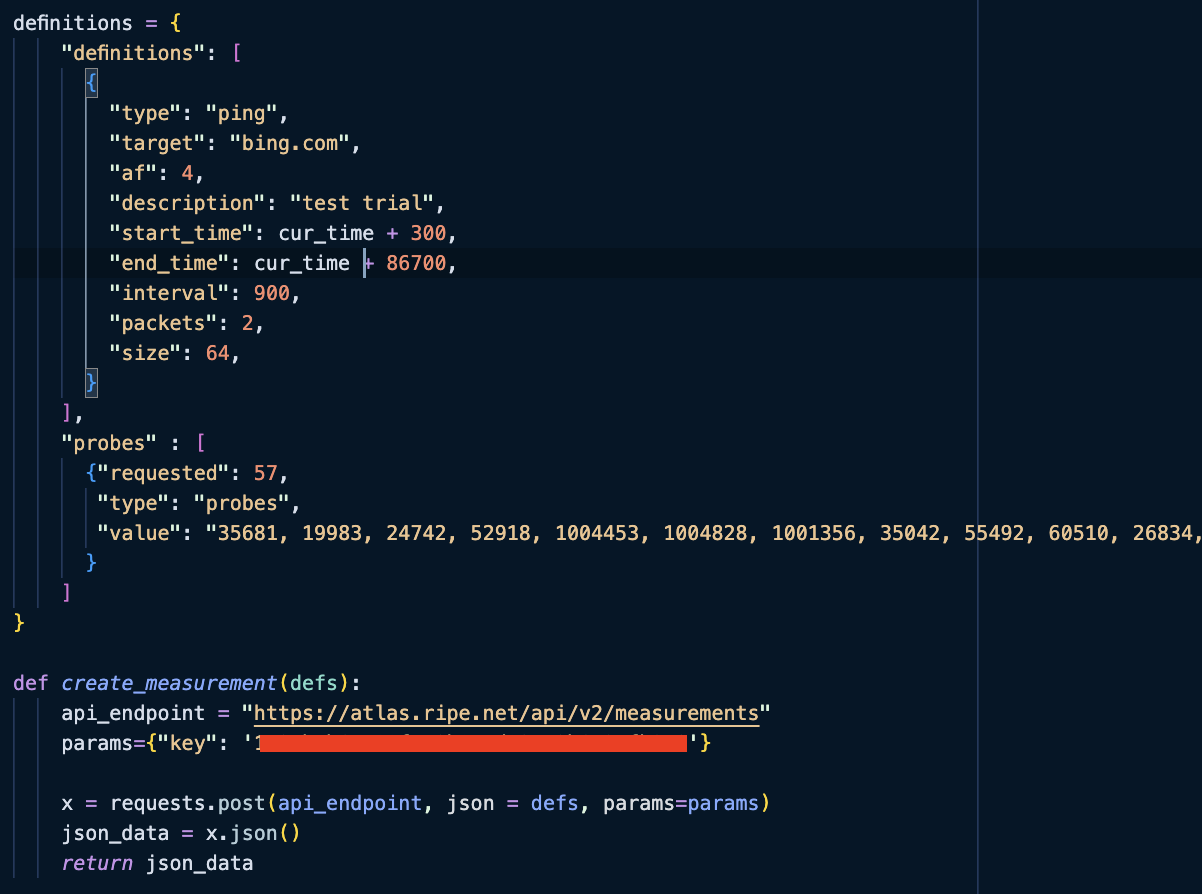 definitions = {
"definitions": [
{
"type": "ping",
"target": "bing.com",
"af": 4,
"description": "test trial",
"start_time": cur_time + 300,
"end_time": cur_time + 86700,
"interval": 900,
"packets": 2,
"size": 64,
}
],
"probes" : [
{"requested": 57,
"type": "probes",
"value": "35681, 19983, 24742, 52918, 1004453, 1004828, 1001356, 35042, 55492, 60510, 26834,
}
]
}
def create_measurement(defs):
api_endpoint = "https://atlas.ripe.net/api/v2/measurements"
params={"key": ''}
x = requests.post(api_endpoint, json = defs, params=params)
json_data = x.json()
return json_data